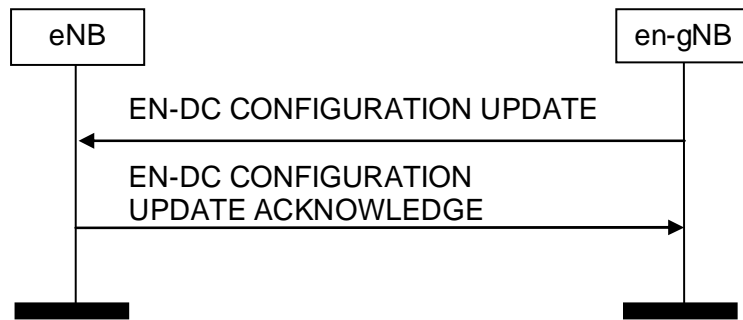 eNB
en-gNB
EN-DC CONFIGURATION UPDATE
EN-DC CONFIGURATION
UPDATE ACKNOWLEDGE